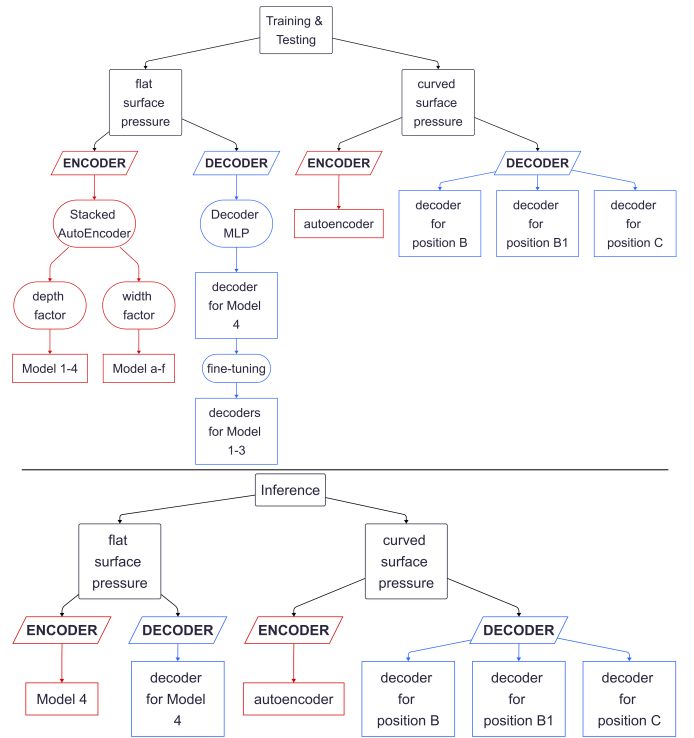 Training &
Testing
flat
surface
pressure
curved
surface
pressure
ENCODER
DECODER
ENCODER
DECODER
Stacked
AutoEncoder
Decoder
MLP
autoencoder
decoder
for
position B
decoder
for
position B1
decoder
for
position C
depth
factor
width
factor
decoder
for Model
4
Model 1-4
Model a-f
fine-tuning
decoders
for Model
1-3
Inference
flat
surface
pressure
curved
surface
pressure
ENCODER
DECODER
ENCODER
DECODER
Model 4
decoder
for Model
4
autoencoder
decoder
for
position B
decoder
for
position B1
decoder
for
position C